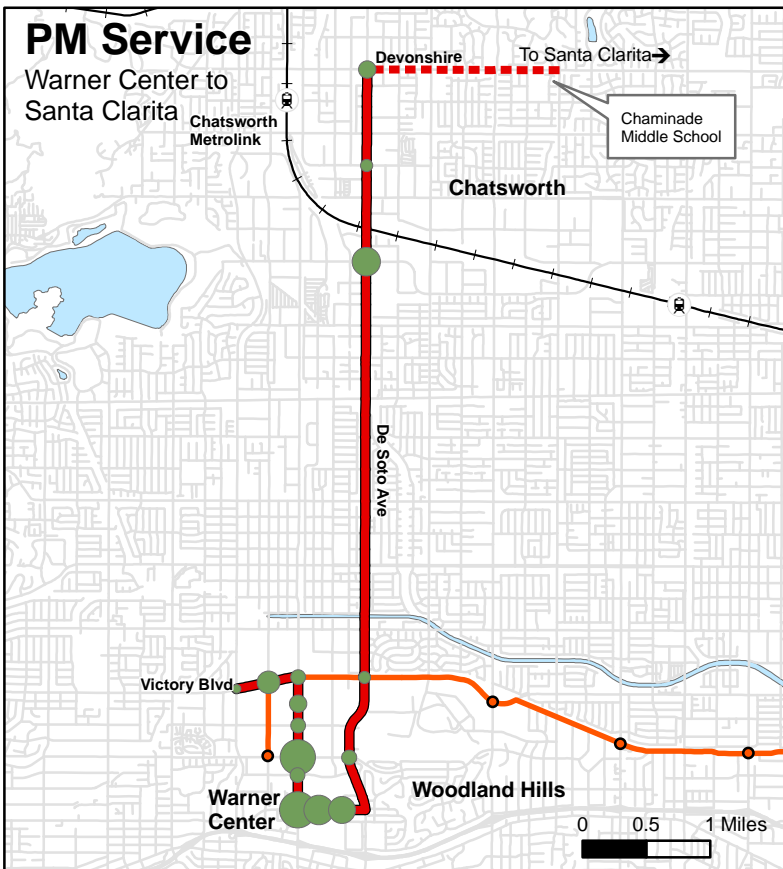 PM Service
Warner Center to
Santa Clarita
Devonshire
To Santa Clarita→
Chatsworth
Metrolink
Chaminade
Middle School
Chatsworth
De Soto Ave
Victory Blvd
Warner
Center
Woodland Hills
0 0.5 1 Miles